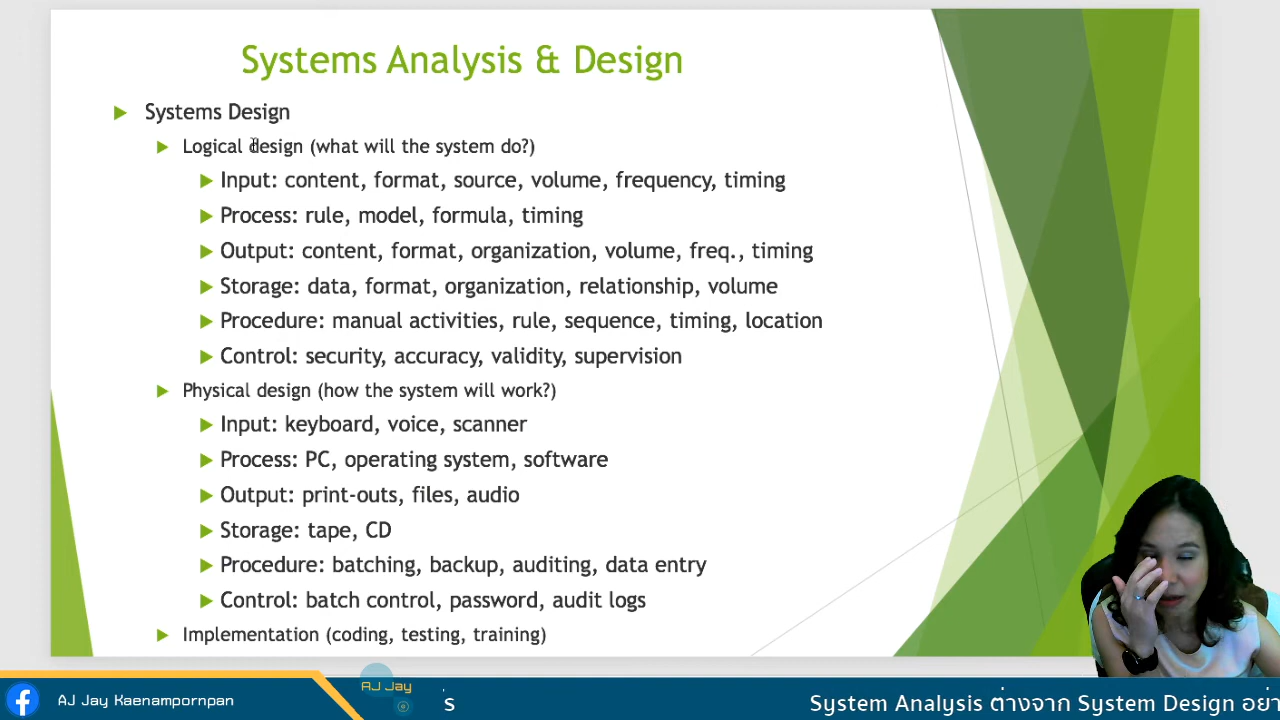 Systems Analysis & Design
Systems Design
Logical design (what will the system do?)
Input: content, format, source, volume, frequency, timing
Process: rule, model, formula, timing
Output: content, format, organization, volume, freq., timing
Storage: data, format, organization, relationship, volume
Procedure: manual activities, rule, sequence, timing, location
Control: security, accuracy, validity, supervision
Physical design (how the system will work?)
Input: keyboard, voice, scanner
Process: PC, operating system, software
Output: print-outs, files, audio
Storage: tape, CD
Procedure: batching, backup, auditing, data entry
Control: batch control, password, audit logs
Implementation (coding, testing, training)
AJ Jay Kaenampornpan
AJ Jay
s
System Analysis ต่างจาก System Design อย่า